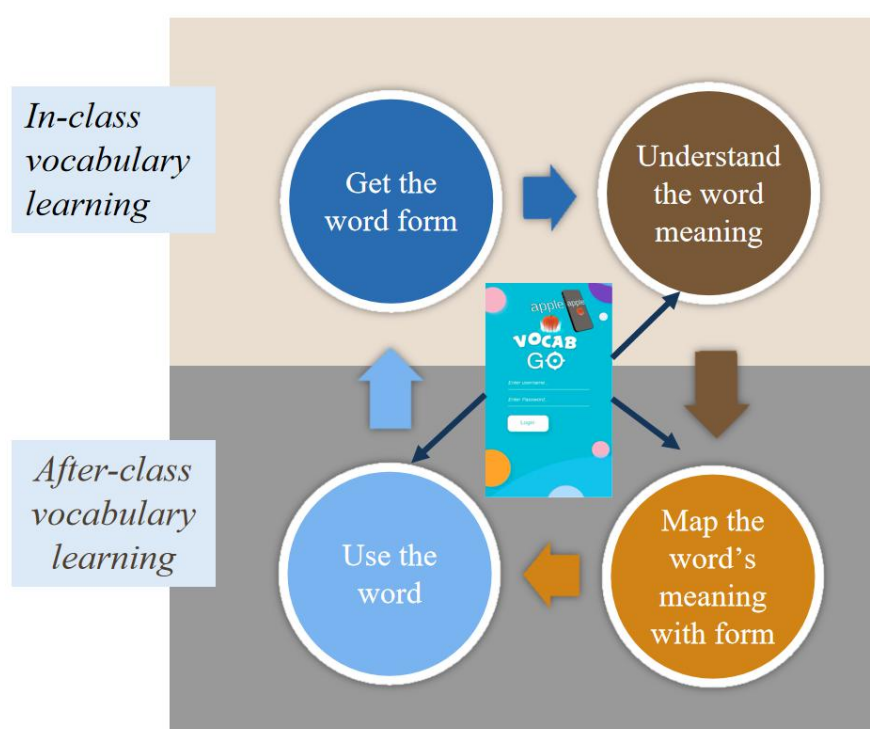 In-class
vocabulary
learning
Get the
word form
Understand
the word
meaning
apple apple
VOCAB
GO
Enter username
Enter Password
Login
After-class
vocabulary
learning
Use the
word
Map the
word's
meaning
with form